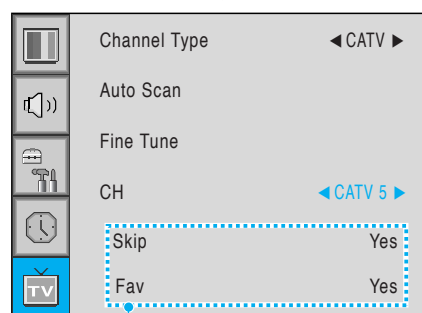 Channel Type ◀ CATV ▶
Auto Scan
Fine Tune
CH ◀ CATV 5 ▶
Skip Yes
Fav Yes
TV